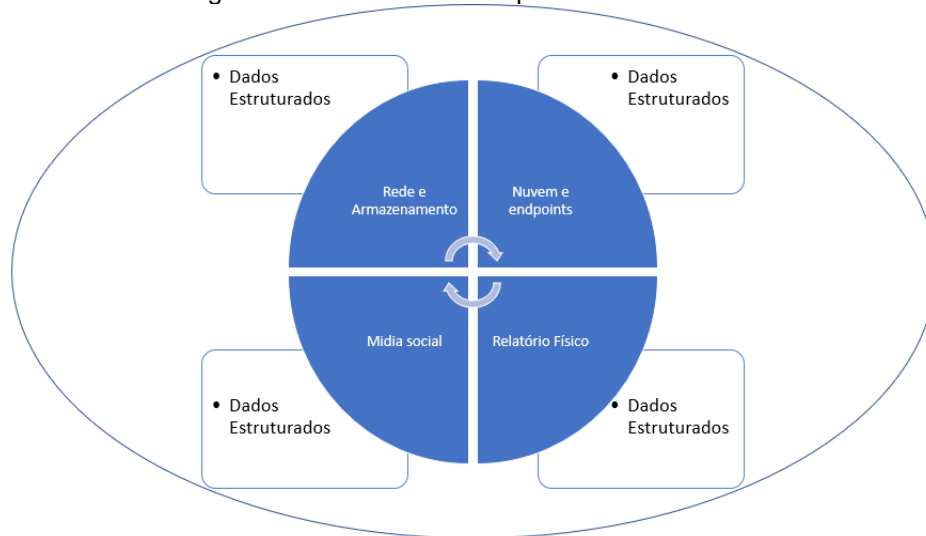 • Dados
Estruturados
• Dados
Estruturados
Rede e
Armazenamento
Nuvem e
endpoints
Midia social
Relatório Físico
• Dados
Estruturados
• Dados
Estruturados